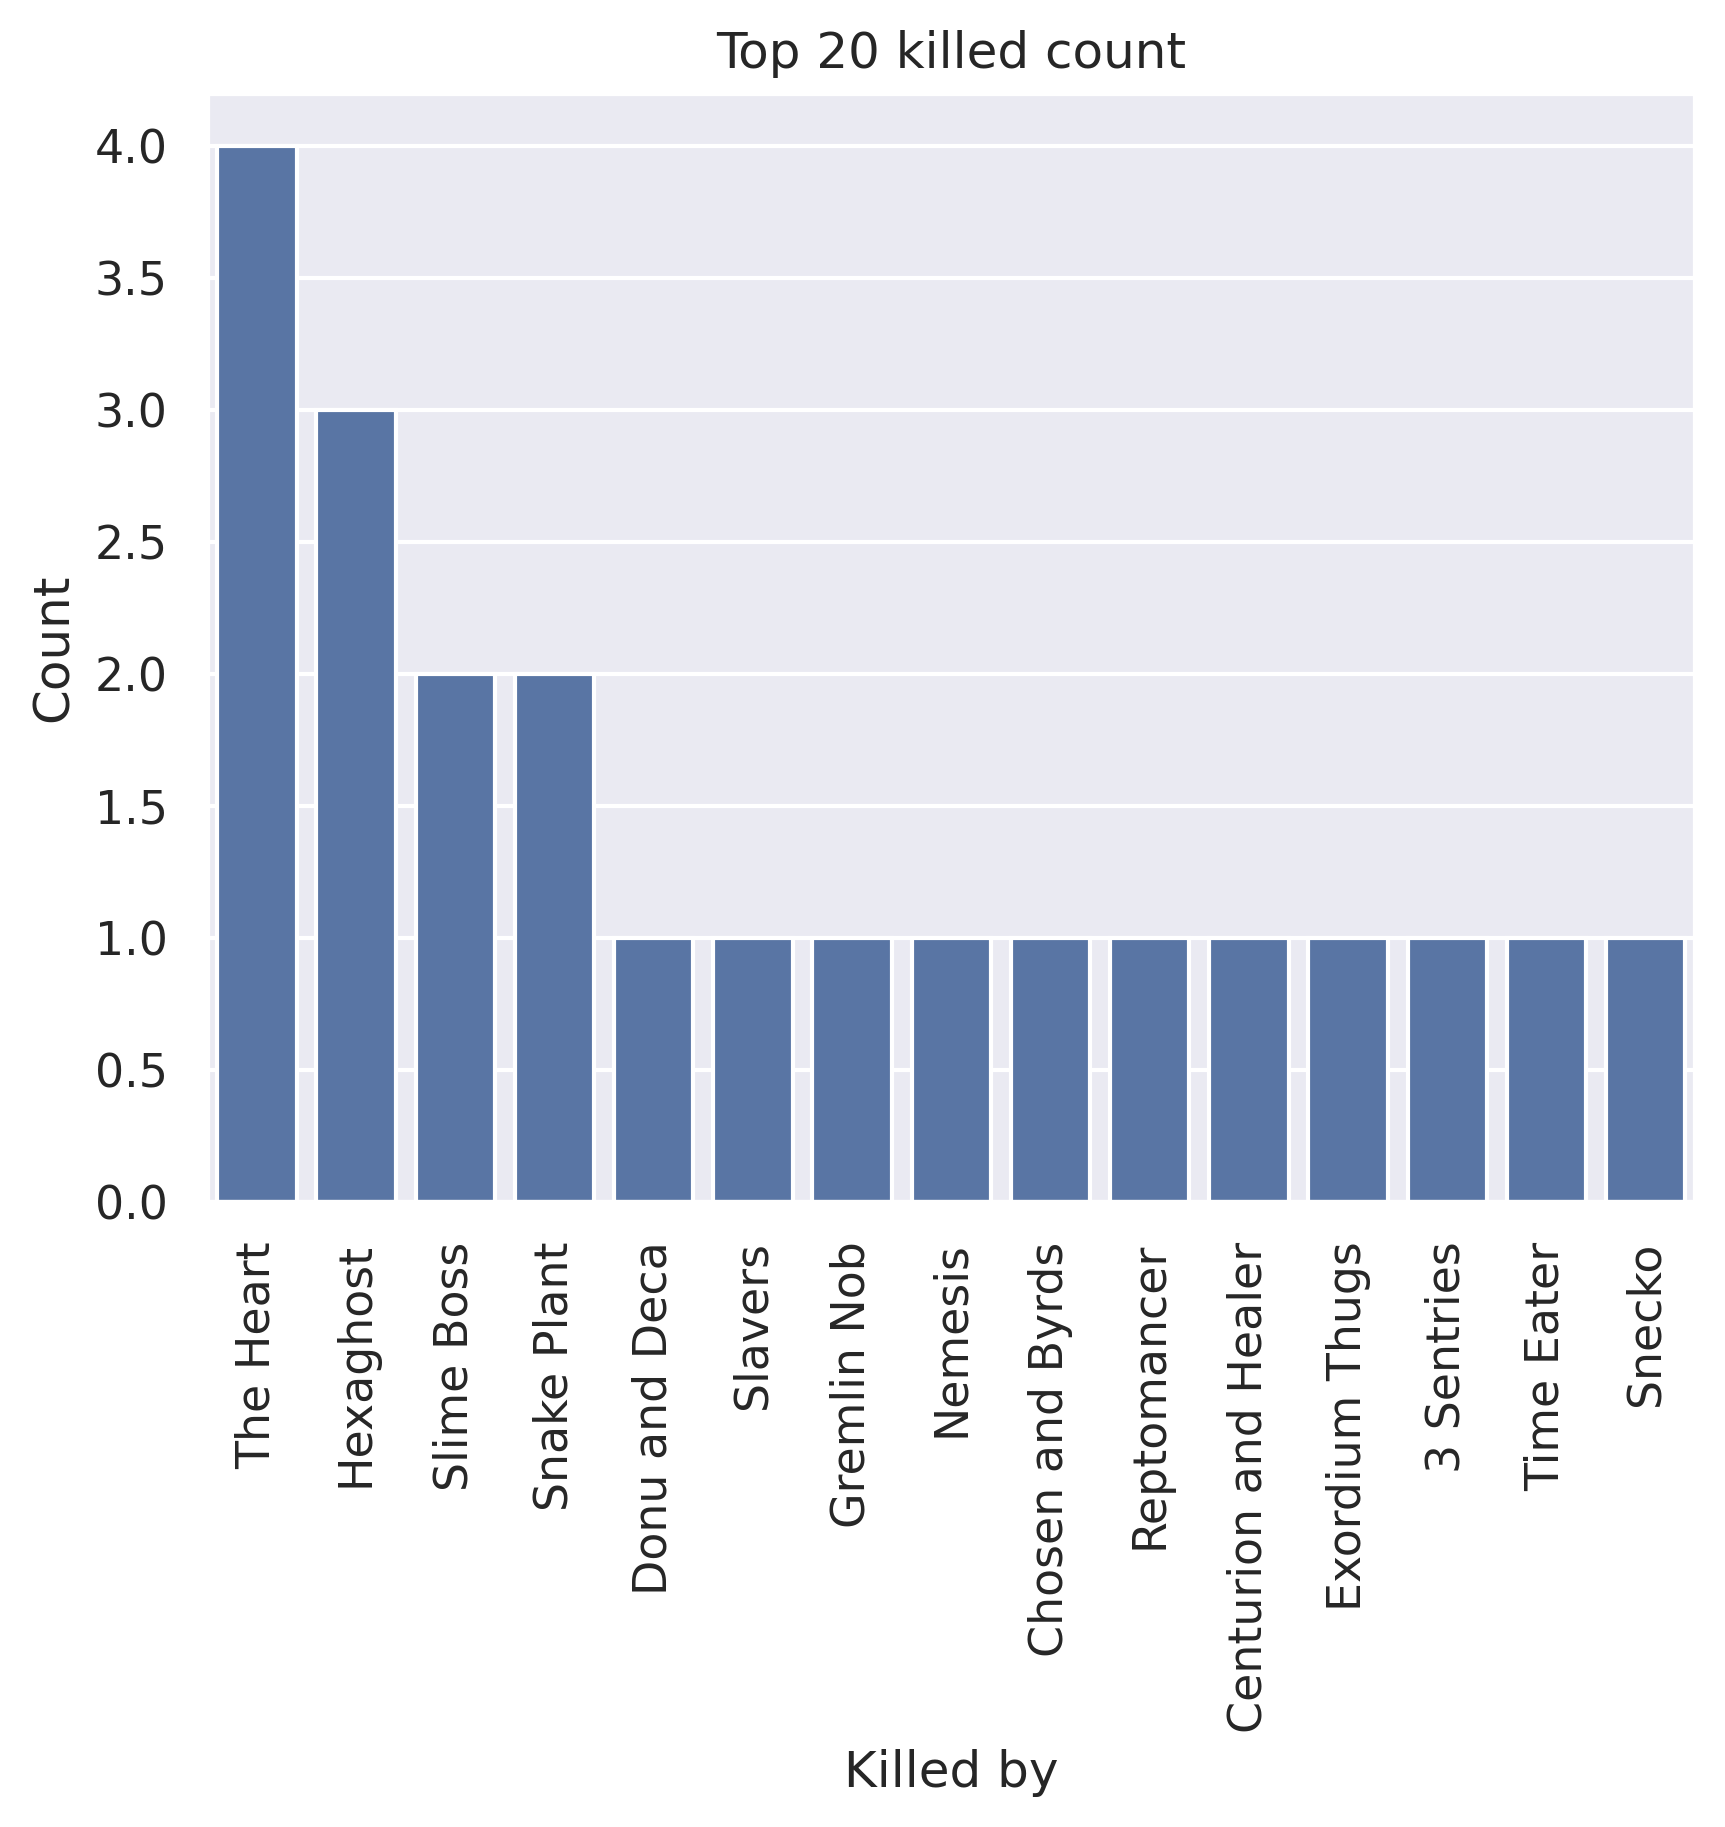 Top 20 killed count
Count
4.0
3.5
3.0
2.5
2.0
1.5
1.0
0.5
0.0
The Heart
Hexaghost
Slime Boss
Snake Plant
Donu and Deca
Slavers
Gremlin Nob
Nemesis
Chosen and Byrds
Reptomancer
Centurion and Healer
Exordium Thugs
3 Sentries
Time Eater
Snecko
Killed by